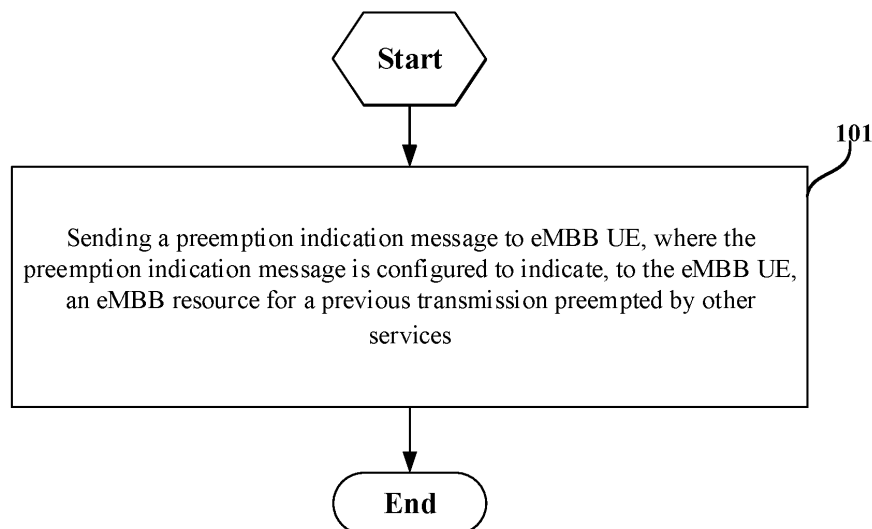 Start
101
Sending a preemption indication message to eMBB UE, where the
preemption indication message is configured to indicate, to the eMBB UE,
an eMBB resource for a previous transmission preempted by other
services
End